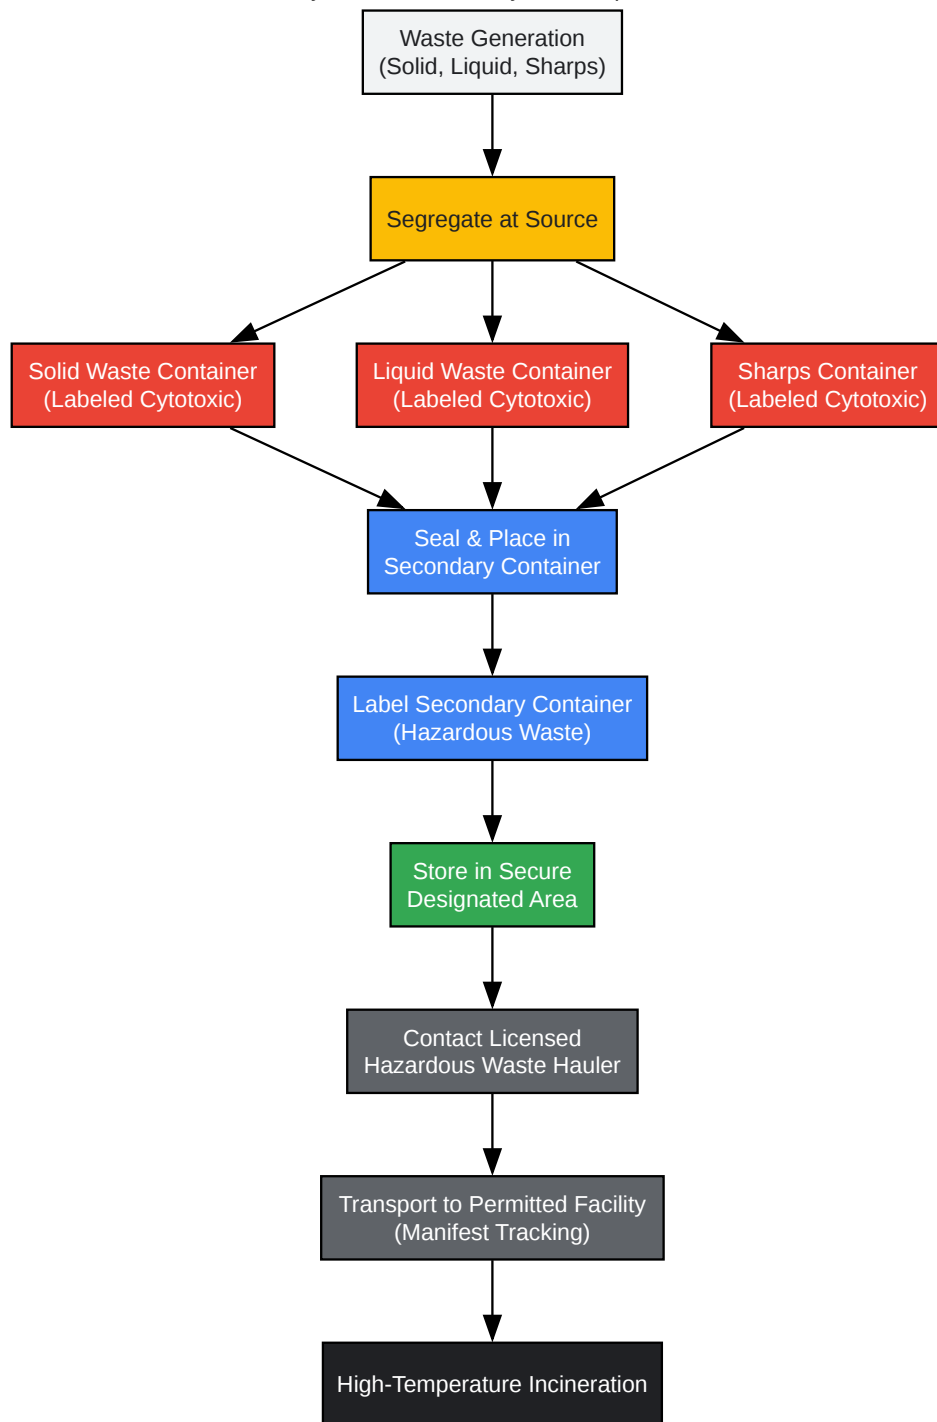 Waste Generation
(Solid, Liquid, Sharps)
Segregate at Source
Solid Waste Container
(Labeled Cytotoxic)
Liquid Waste Container
(Labeled Cytotoxic)
Sharps Container
(Labeled Cytotoxic)
Seal & Place in
Secondary Container
Label Secondary Container
(Hazardous Waste)
Store in Secure
Designated Area
Contact Licensed
Hazardous Waste Hauler
Transport to Permitted Facility
(Manifest Tracking)
High-Temperature Incineration